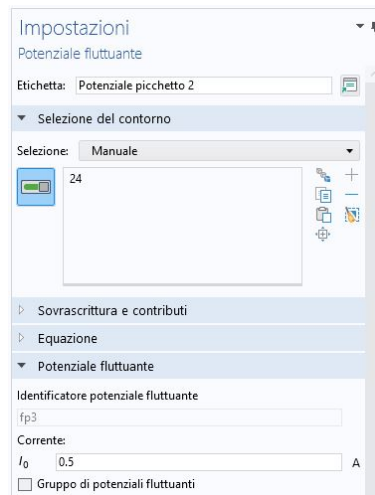 Impostazioni
Potenziale fluttuante
Etichetta: Potenziale picchetto 2
Selezione del contorno
Selezione: Manuale
24
Sovrascrittura e contributi
Equazione
Potenziale fluttuante
Identificatore potenziale fluttuante
fp3
Corrente:
I0 0.5 A
Gruppo di potenziali fluttuanti